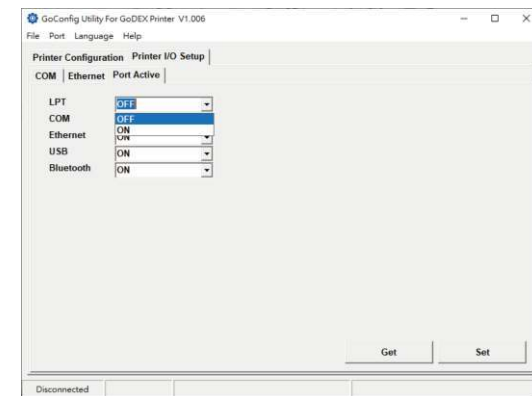 GoConfig Utility For GoDEX Printer V1.006
File Port Language Help
Printer Configuration Printer I/O Setup
COM Ethernet Port Active
LPT OFF
COM OFF
ON
Ethernet ON
USB ON
Bluetooth ON
Get Set
Disconnected